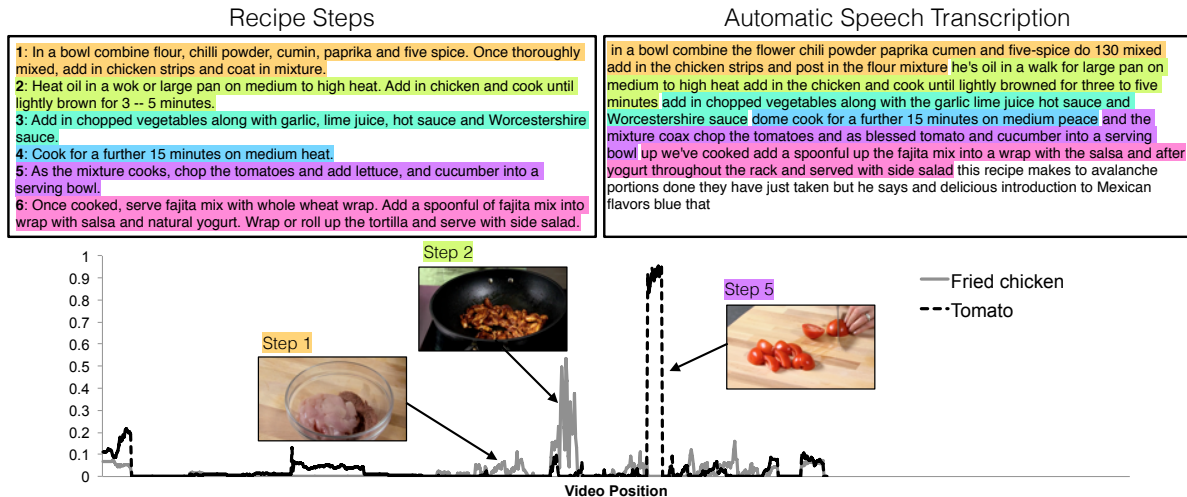 Recipe Steps
1: In a bowl combine flour, chilli powder, cumin, paprika and five spice. Once thoroughly
mixed, add in chicken strips and coat in mixture.
2: Heat oil in a wok or large pan on medium to high heat. Add in chicken and cook until
lightly brown for 3 -- 5 minutes.
3: Add in chopped vegetables along with garlic, lime juice, hot sauce and Worcestershire
sauce.
4: Cook for a further 15 minutes on medium heat.
5: As the mixture cooks, chop the tomatoes and add lettuce, and cucumber into a
serving bowl.
6: Once cooked, serve fajita mix with whole wheat wrap. Add a spoonful of fajita mix into
wrap with salsa and natural yogurt. Wrap or roll up the tortilla and serve with side salad.
Automatic Speech Transcription
in a bowl combine the flower chili powder paprika cumen and five-spice do 130 mixed
add in the chicken strips and post in the flour mixture he's oil in a walk for large pan on
medium to high heat add in the chicken and cook until lightly browned for three to five
minutes add in chopped vegetables along with the garlic lime juice hot sauce and
Worcestershire sauce dome cook for a further 15 minutes on medium peace and the
mixture coax chop the tomatoes and as blessed tomato and cucumber into a serving
bowl up we've cooked add a spoonful up the fajita mix into a wrap with the salsa and after
yogurt throughout the rack and served with side salad this recipe makes to avalanche
portions done they have just taken but he says and delicious introduction to Mexican
flavors blue that
1
0.9
0.8
0.7
0.6
0.5
0.4
0.3
0.2
0.1
0
Step 1
Step 2
Step 5
Fried chicken
Tomato
Video Position